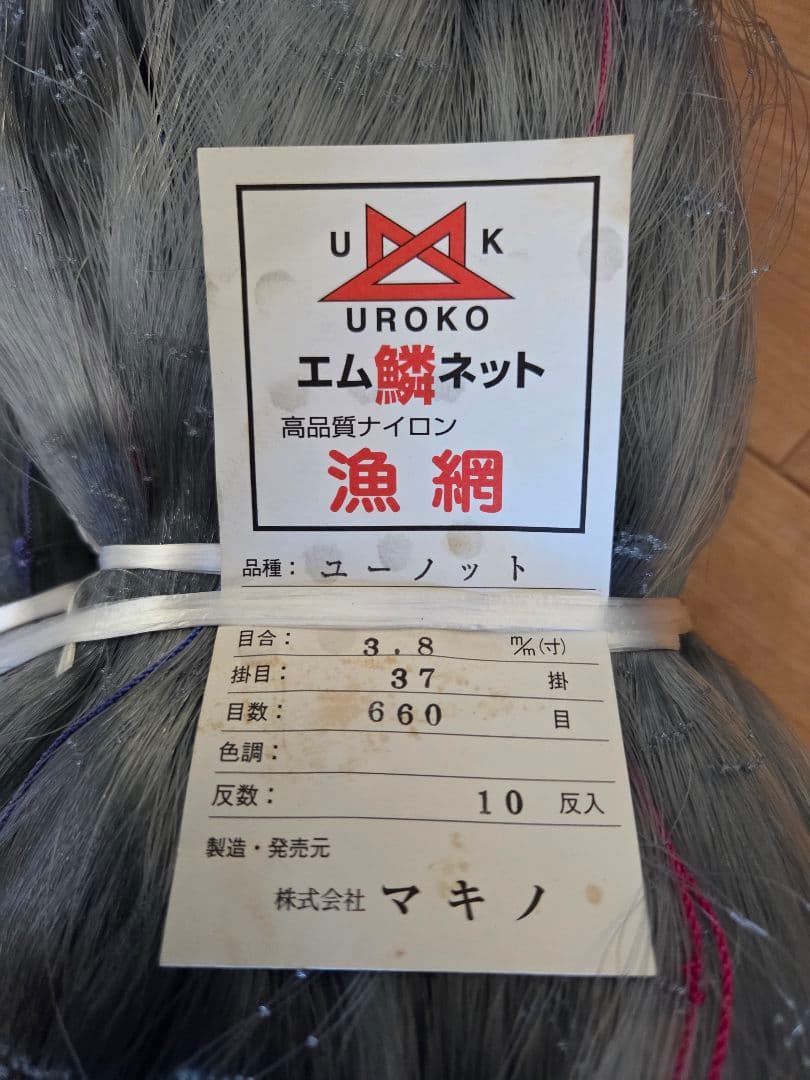 U K
UROKO
エム鱗ネット
高品質ナイロン
漁網
品種： ユーノット
目合： 3.8 m/m(寸)
掛目： 37 掛
目数： 660 目
色調：
反数： 10 反入
製造・発売元
株式会社 マキノ